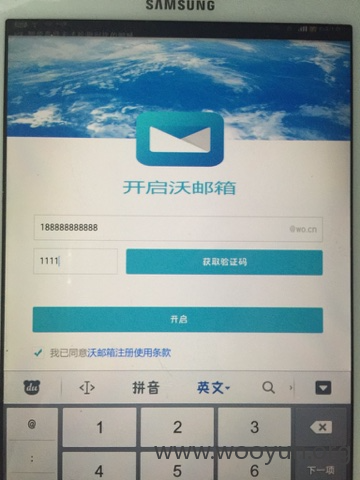 SAMSUNG
开启沃邮箱
188888888888
@wo.cn
1111
获取验证码
开启
我已同意沃邮箱注册使用条款
du
拼音
英文
@
1
2
3
:
4
5
6
下一项
www.wooyun.org